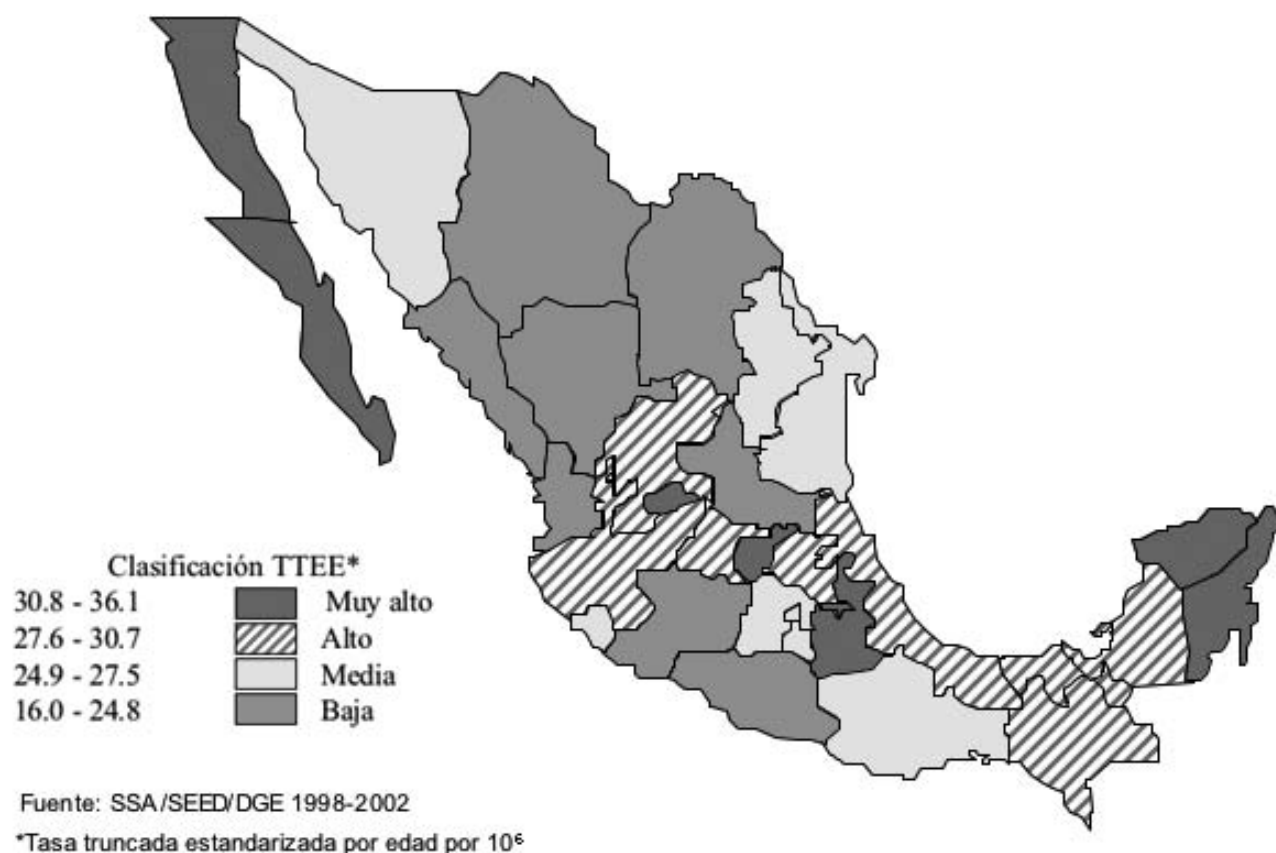 Clasificación TTEE*
30.8 - 36.1 Muy alto
27.6 - 30.7 Alto
24.9 - 27.5 Media
16.0 - 24.8 Baja
Fuente: SSA/SEED/DGE 1998-2002
*Tasa truncada estandarizada por edad por 10⁶